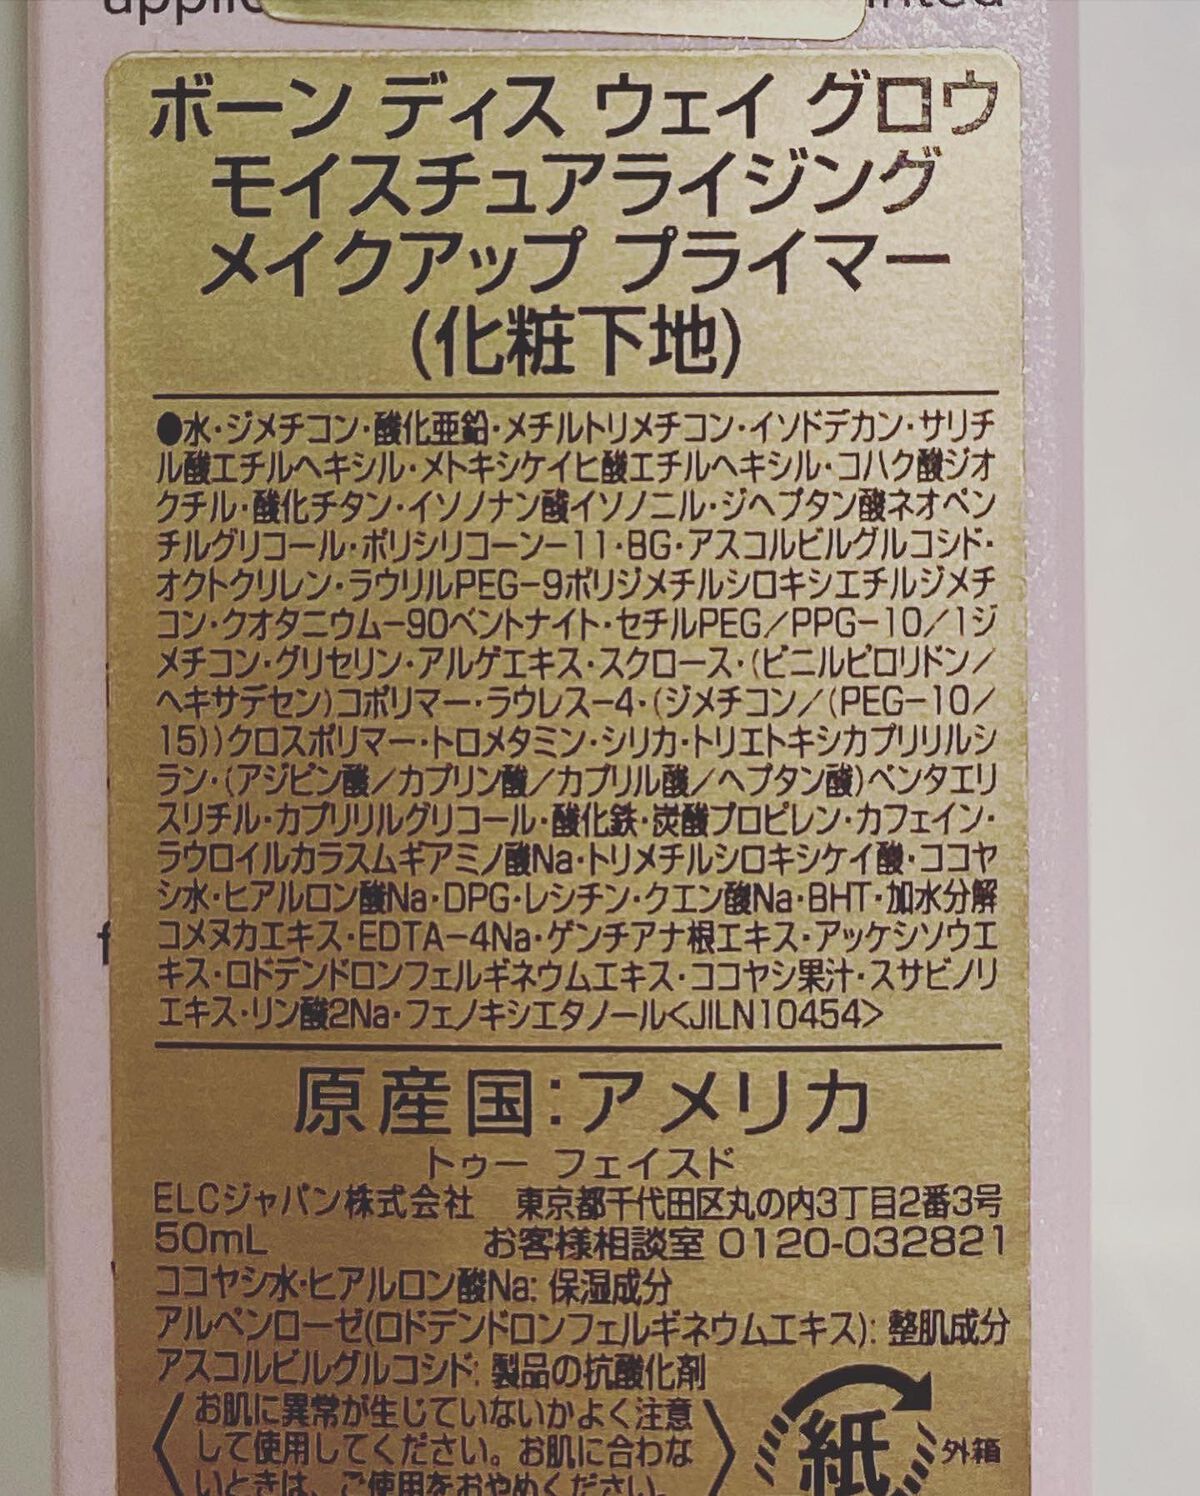 ボーン ディス ウェイ グロウ
モイスチュアライジング
メイクアップ プライマー
(化粧下地)
●水・ジメチコン・酸化亜鉛・メチルトリメチコン・イソドデカン・サリチ
ル酸エチルヘキシル・メトキシケイヒ酸エチルヘキシル・コハク酸ジオ
クチル・酸化チタン・イソノナン酸イソノニル・ジヘプタン酸ネオペン
チルグリコール・ポリシリコーン−11・BG・アスコルビルグルコシド・
オクトクリレン・ラウリルPEG−9ポリジメチルシロキシエチルジメチ
コン・クオタニウム−90ベントナイト・セチルPEG/PPG−10/1ジ
メチコン・グリセリン・アルゲエキス・スクロース・(ビニルピロリドン/
ヘキサデセン)コポリマー・ラウレス−4・(ジメチコン/(PEG−10/
15))クロスポリマー・トロメタミン・シリカ・トリエトキシカプリリルシ
ラン・(アジピン酸/カプリン酸/カプリル酸/ヘプタン酸)ペンタエリ
スリチル・カプリリルグリコール・酸化鉄・炭酸プロピレン・カフェイン・
ラウロイルカラスムギアミノ酸Na・トリメチルシロキシケイ酸・ココヤ
シ水・ヒアルロン酸Na・DPG・レシチン・クエン酸Na・BHT・加水分解
コメヌカエキス・EDTA−4Na・ゲンチアナ根エキス・アッケシソウエ
キス・ロドデンドロンフェルギネウムエキス・ココヤシ果汁・スサビノリ
エキス・リン酸2Na・フェノキシエタノール<JILN10454>
原産国:アメリカ
トゥー フェイスド
ELCジャパン株式会社 東京都千代田区丸の内3丁目2番3号
50mL お客様相談室 0120-032821
ココヤシ水・ヒアルロン酸Na: 保湿成分
アルペンローゼ(ロドデンドロンフェルギネウムエキス): 整肌成分
アスコルビルグルコシド: 製品の抗酸化剤
お肌に異常が生じていないかよく注意
して使用してください。お肌に合わな
いときは、ご使用をおやめください。
紙 外箱